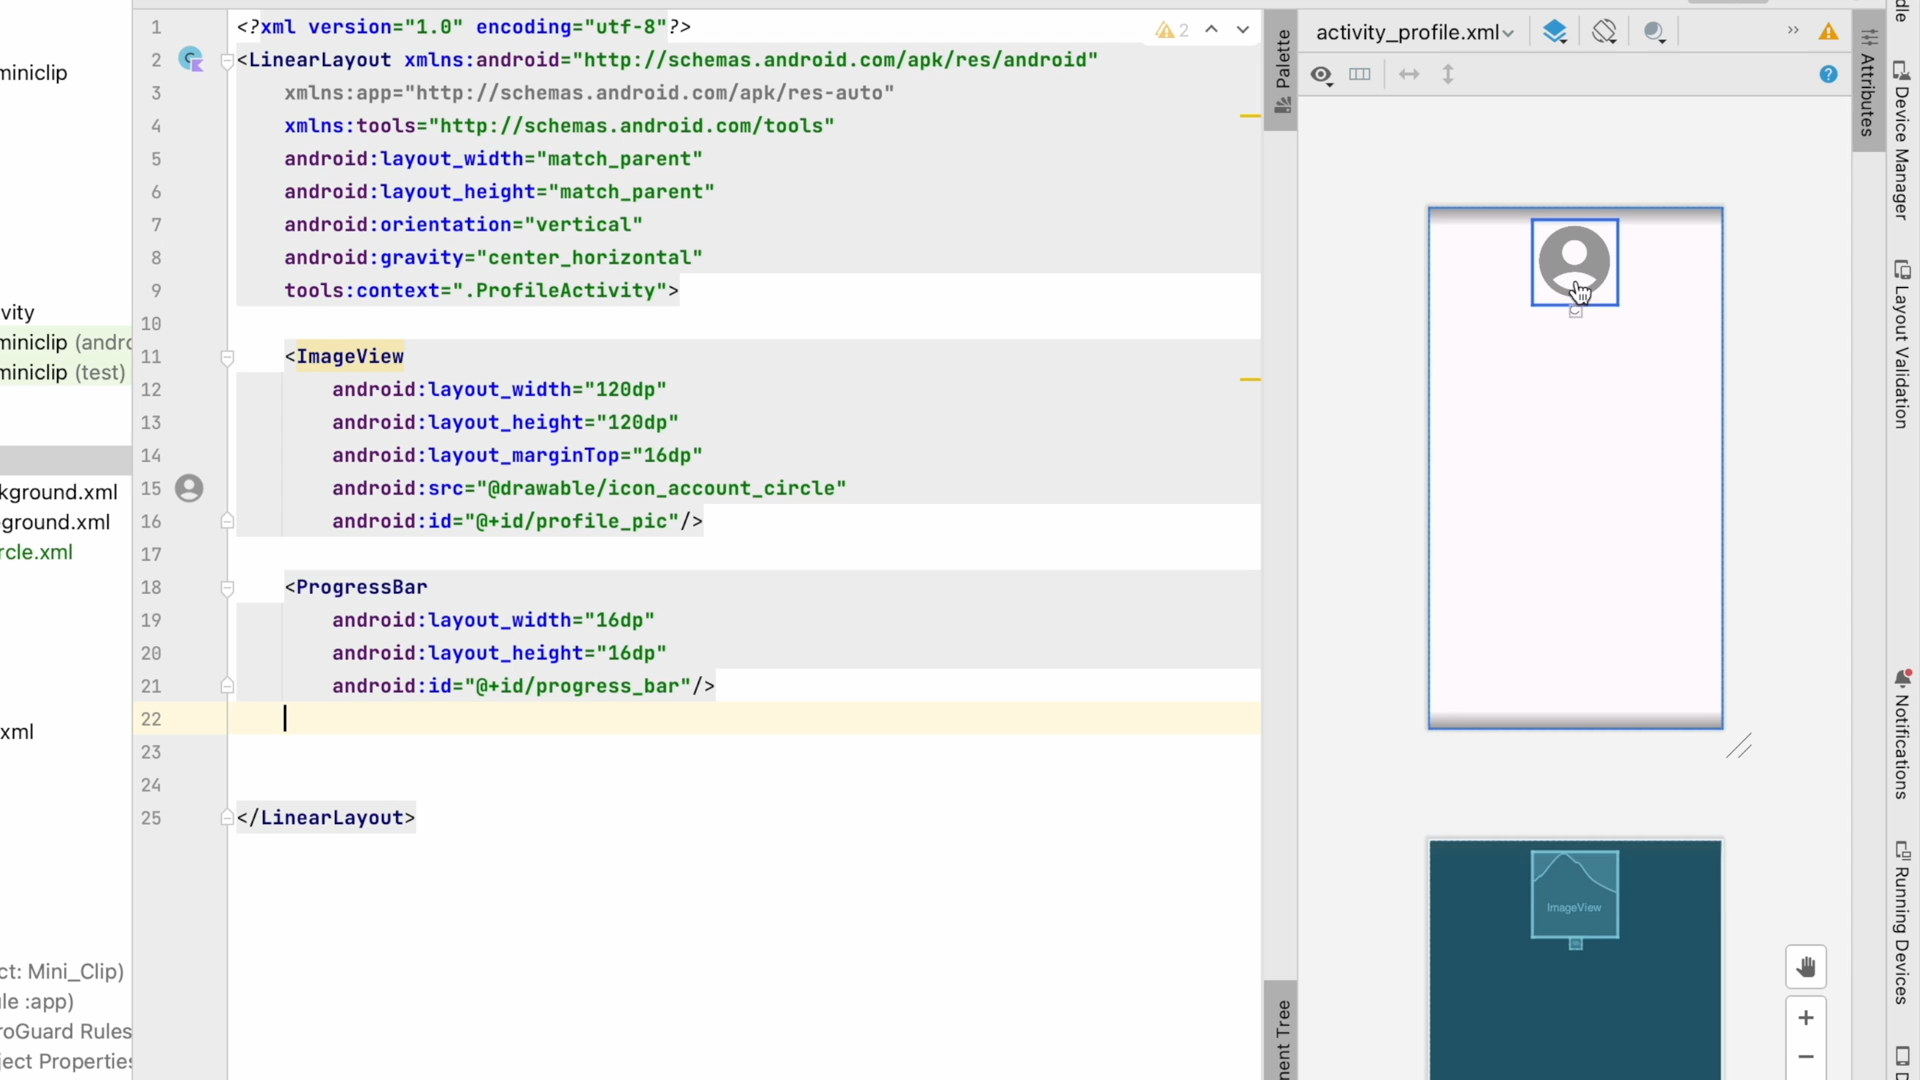 miniclip
vity
miniclip (andro
miniclip (test)
kground.xml
ground.xml
rcle.xml
xml
ct: Mini_Clip)
le :app)
roGuard Rules
ject Properties
1 <?xml version="1.0" encoding="utf-8"?>
2 <LinearLayout xmlns:android="http://schemas.android.com/apk/res/android"
3 xmlns:app="http://schemas.android.com/apk/res-auto"
4 xmlns:tools="http://schemas.android.com/tools"
5 android:layout_width="match_parent"
6 android:layout_height="match_parent"
7 android:orientation="vertical"
8 android:gravity="center_horizontal"
9 tools:context=".ProfileActivity">
10
11 <ImageView
12 android:layout_width="120dp"
13 android:layout_height="120dp"
14 android:layout_marginTop="16dp"
15 android:src="@drawable/icon_account_circle"
16 android:id="@+id/profile_pic"/>
17
18 <ProgressBar
19 android:layout_width="16dp"
20 android:layout_height="16dp"
21 android:id="@+id/progress_bar"/>
22
23
24
25 </LinearLayout>
2
Palette
nent Tree
activity_profile.xml
ImageView
Attributes
dle
Device Manager
Layout Validation
Notifications
Running Devices